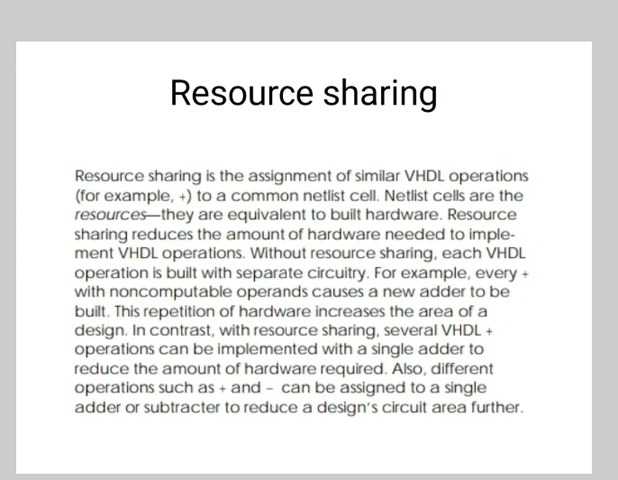 Resource sharing
Resource sharing is the assignment of similar VHDL operations
(for example, +) to a common netlist cell. Netlist cells are the
resources—they are equivalent to built hardware. Resource
sharing reduces the amount of hardware needed to imple-
ment VHDL operations. Without resource sharing, each VHDL
operation is built with separate circuitry. For example, every +
with noncomputable operands causes a new adder to be
built. This repetition of hardware increases the area of a
design. In contrast, with resource sharing, several VHDL +
operations can be implemented with a single adder to
reduce the amount of hardware required. Also, different
operations such as + and – can be assigned to a single
adder or subtracter to reduce a design's circuit area further.